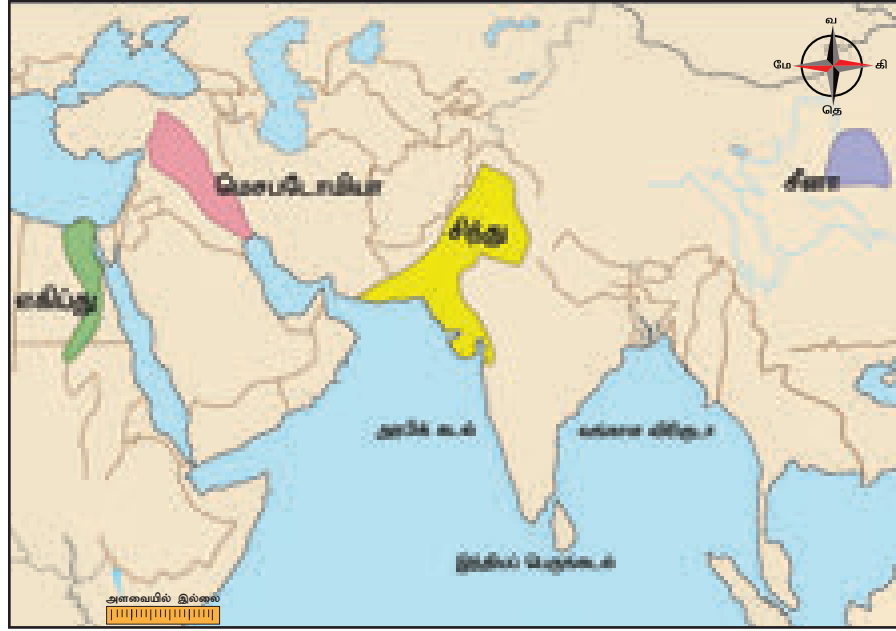 வ
மே
கி
தெ
மெசபடோமியா
சீனா
சிந்து
எகிப்து
அரபிக் கடல்
வங்காள விரிகுடா
இந்தியப் பெருங்கடல்
அளவையில் இல்லை